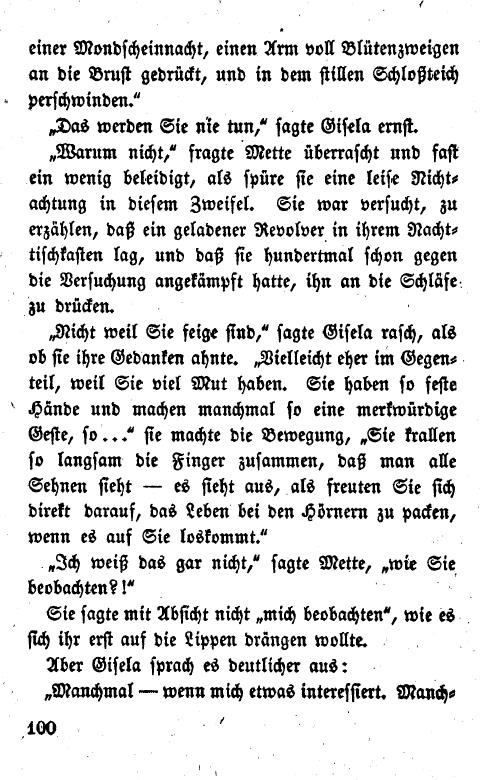 einer Mondscheinnacht, einen Arm voll Blütenzweigen
an die Brust gedrückt, und in dem stillen Schloßteich
verschwinden.“
„Das werden Sie nie tun,“ sagte Gisela ernst.
„Warum nicht,“ fragte Mette überrascht und fast
ein wenig beleidigt, als spüre sie eine leise Nicht-
achtung in diesem Zweifel. Sie war versucht, zu
erzählen, daß ein geladener Revolver in ihrem Nacht-
tischkasten lag, und daß sie hundertmal schon gegen
die Versuchung angekämpft hatte, ihn an die Schläfe
zu drücken.
„Nicht weil Sie feige sind,“ sagte Gisela rasch, als
ob sie ihre Gedanken ahnte. „Vielleicht eher im Gegen-
teil, weil Sie viel Mut haben. Sie haben so feste
Hände und machen manchmal so eine merkwürdige
Geste, so...“ sie machte die Bewegung, „Sie krallen
so langsam die Finger zusammen, daß man alle
Sehnen sieht — es sieht aus, als freuten Sie sich
direkt darauf, das Leben bei den Hörnern zu packen,
wenn es auf Sie loskommt.“
„Ich weiß das gar nicht,“ sagte Mette, „wie Sie
beobachten?!“
Sie sagte mit Absicht nicht „mich beobachten“, wie es
sich ihr erst auf die Lippen drängen wollte.
Aber Gisela sprach es deutlicher aus:
„Manchmal — wenn mich etwas interessiert. Manch-
100